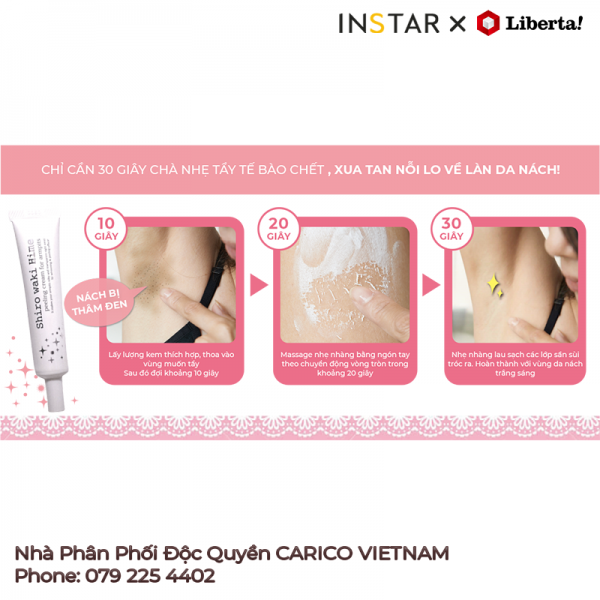 INSTAR × Liberta!
CHỈ CẦN 30 GIÂY CHÀ NHẸ TẨY TẾ BÀO CHẾT , XUA TAN NỖI LO VỀ LÀN DA NÁCH!
Shiro Waki Hime
peeling cream for armpits
NÁCH BỊ
THÂM ĐEN
10
GIÂY
Lấy lượng kem thích hợp, thoa vào
vùng muốn tẩy
Sau đó đợi khoảng 10 giây
20
GIÂY
Massage nhẹ nhàng bằng ngón tay
theo chuyển động vòng tròn trong
khoảng 20 giây
30
GIÂY
Nhẹ nhàng lau sạch các lớp sần sùi
tróc ra. Hoàn thành với vùng da nách
trắng sáng
Nhà Phân Phối Độc Quyền CARICO VIETNAM
Phone: 079 225 4402